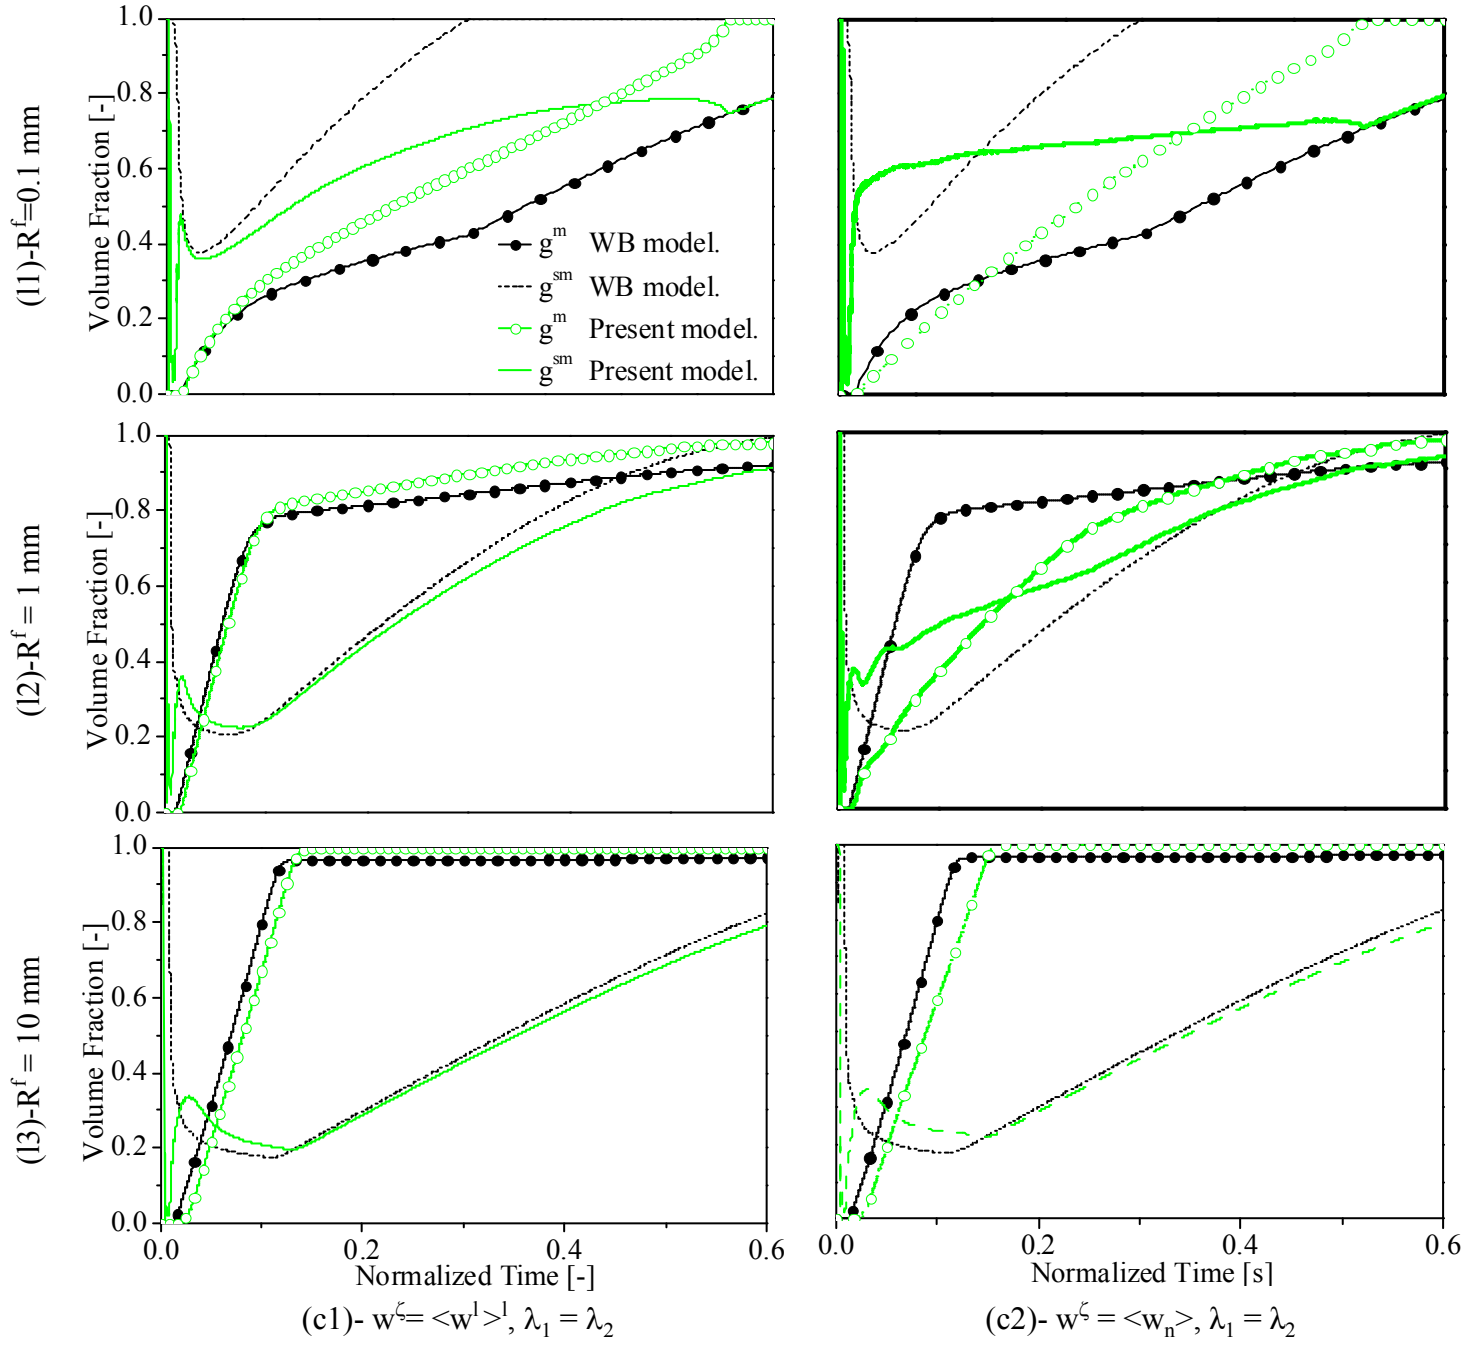 (l1)-R^f=0.1 mm
Volume Fraction [-]
1.0
0.8
0.6
0.4
0.2
0.0
g^m WB model.
g^sm WB model.
g^m Present model.
g^sm Present model.
(l2)-R^f = 1 mm
Volume Fraction [-]
1.0
0.8
0.6
0.4
0.2
0.0
(l3)-R^f = 10 mm
Volume Fraction [-]
1.0
0.8
0.6
0.4
0.2
0.0
0.0 0.2 0.4 0.6
Normalized Time [-]
0.0 0.2 0.4 0.6
Normalized Time [s]
(c1)- w^ζ= <w^l>^l, λ₁ = λ₂
(c2)- w^ζ = <w_n>, λ₁ = λ₂